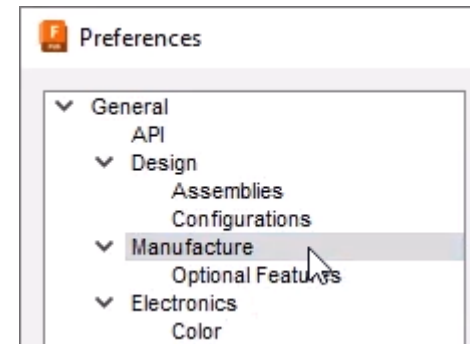 Preferences
General
API
Design
Assemblies
Configurations
Manufacture
Optional Features
Electronics
Color